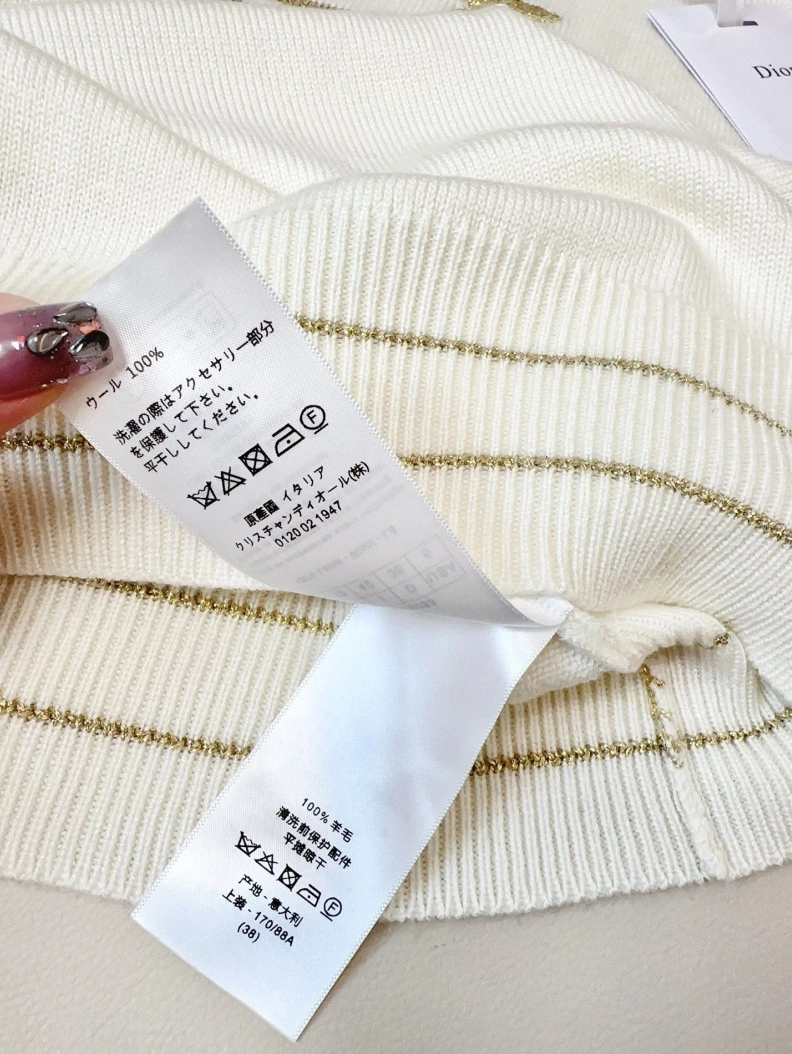 Dior
ウール 100%
洗濯の際はアクセサリー部分
を保護して下さい。
平干ししてください。
F
原産國 イタリア
クリスチャンディオール(株)
0120 02 1947
100% 羊毛
清洗前保护配件
平摊晾干
F
产地 - 意大利
上装 - 170/88A
(38)